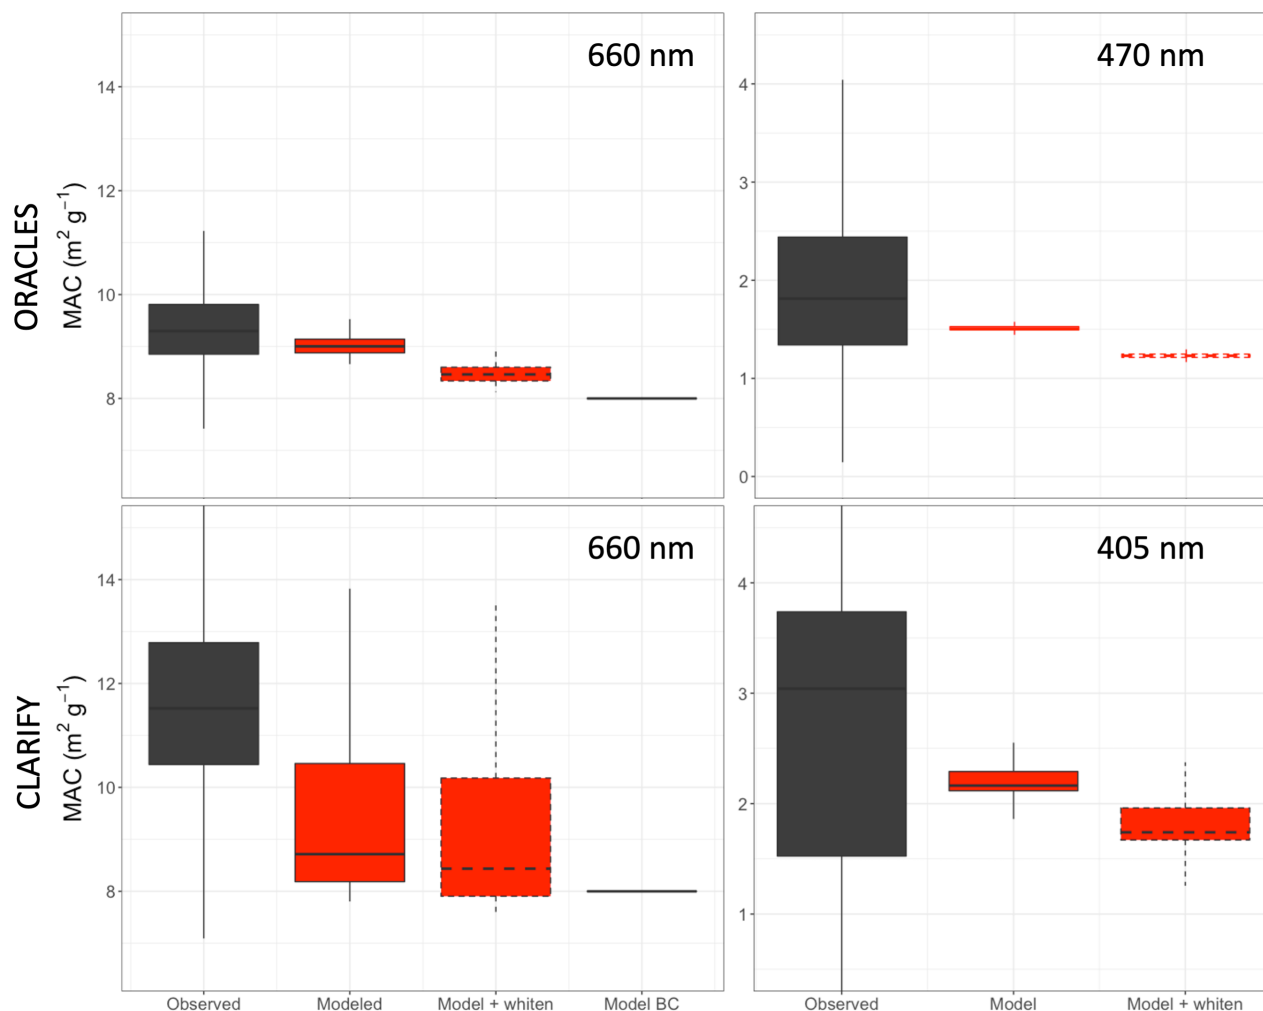 660 nm
470 nm
ORACLES
MAC (m² g⁻¹)
14
12
10
8
4
3
2
1
0
660 nm
405 nm
CLARIFY
MAC (m² g⁻¹)
14
12
10
8
4
3
2
1
Observed Modeled Model + whiten Model BC
Observed Model Model + whiten